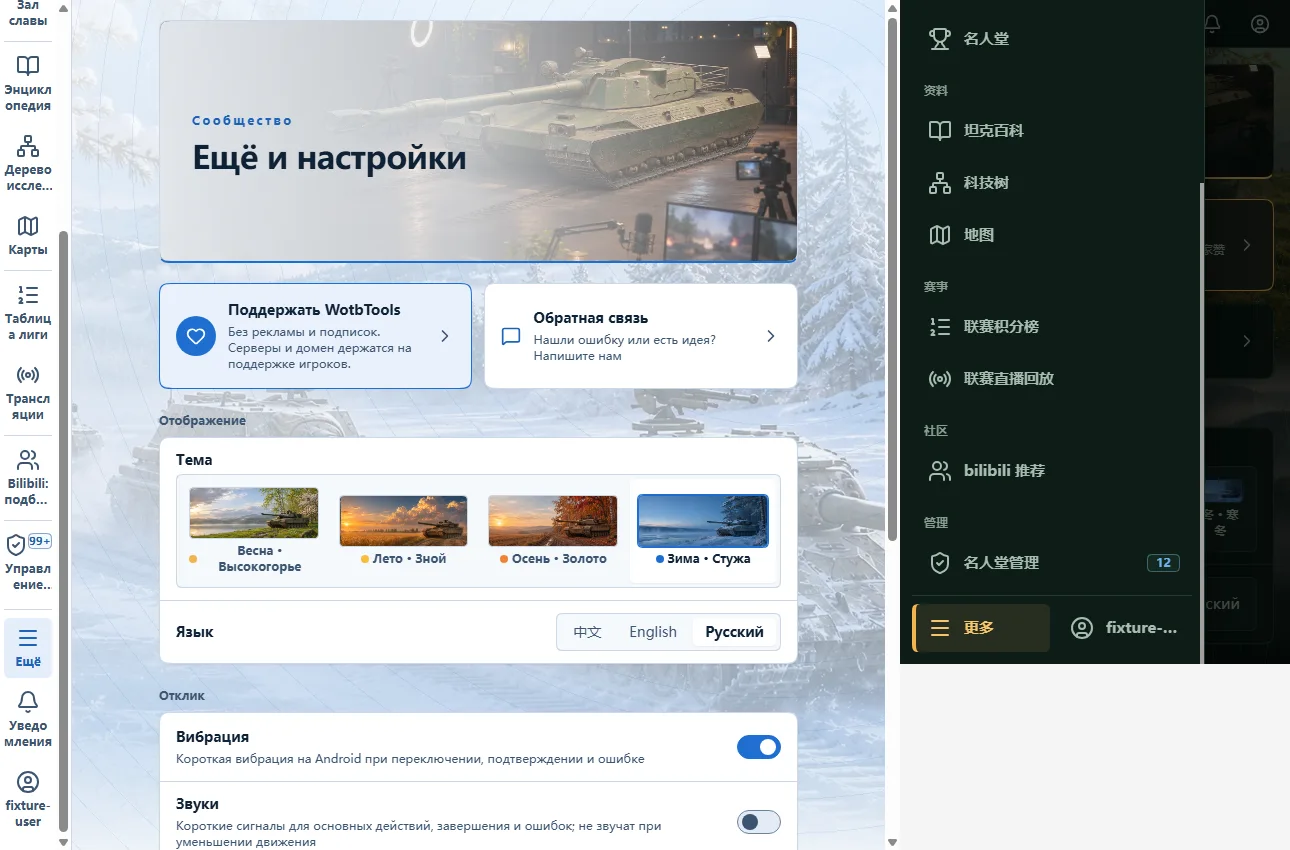 Зал
славы
Энцикл
опедия
Дерево
иссле...
Карты
Таблиц
а лиги
Трансл
яции
Bilibili:
подб...
99+
Управл
ение...
Ещё
Уведо
мления
fixture-
user
Сообщество
Ещё и настройки
Поддержать WotbTools
Без рекламы и подписок.
Серверы и домен держатся на
поддержке игроков.
Обратная связь
Нашли ошибку или есть идея?
Напишите нам
Отображение
Тема
Весна •
Высокогорье
Лето • Зной
Осень • Золото
Зима • Стужа
Язык
中文
English
Русский
Отклик
Вибрация
Короткая вибрация на Android при переключении, подтверждении и ошибке
Звуки
Короткие сигналы для основных действий, завершения и ошибок; не звучат при
уменьшении движения
名人堂
资料
坦克百科
科技树
地图
赛事
联赛积分榜
联赛直播回放
社区
bilibili 推荐
管理
名人堂管理
12
更多
fixture-...
家赞
冬 • 寒
冬
ский